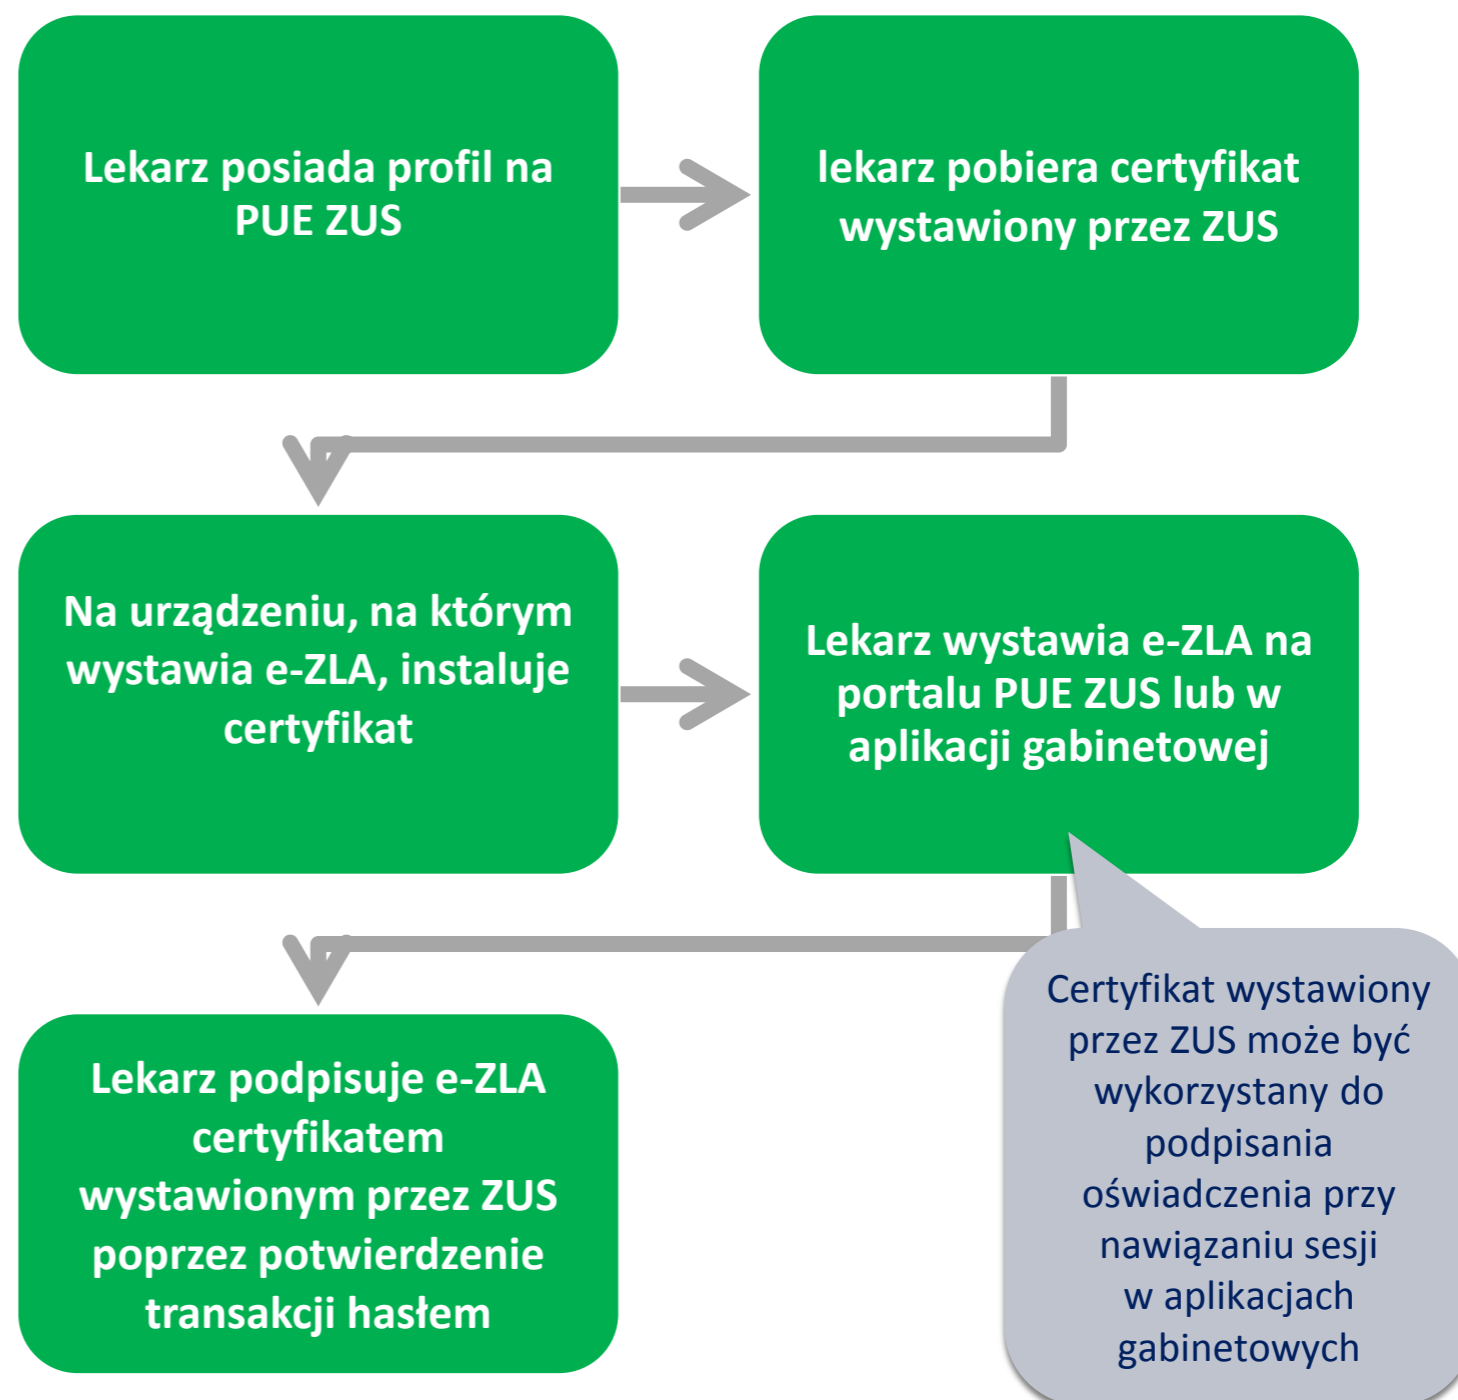 Lekarz posiada profil na
PUE ZUS
lekarz pobiera certyfikat
wystawiony przez ZUS
Na urządzeniu, na którym
wystawia e-ZLA, instaluje
certyfikat
Lekarz wystawia e-ZLA na
portalu PUE ZUS lub w
aplikacji gabinetowej
Lekarz podpisuje e-ZLA
certyfikatem
wystawionym przez ZUS
poprzez potwierdzenie
transakcji hasłem
Certyfikat wystawiony
przez ZUS może być
wykorzystany do
podpisania
oświadczenia przy
nawiązaniu sesji
w aplikacjach
gabinetowych